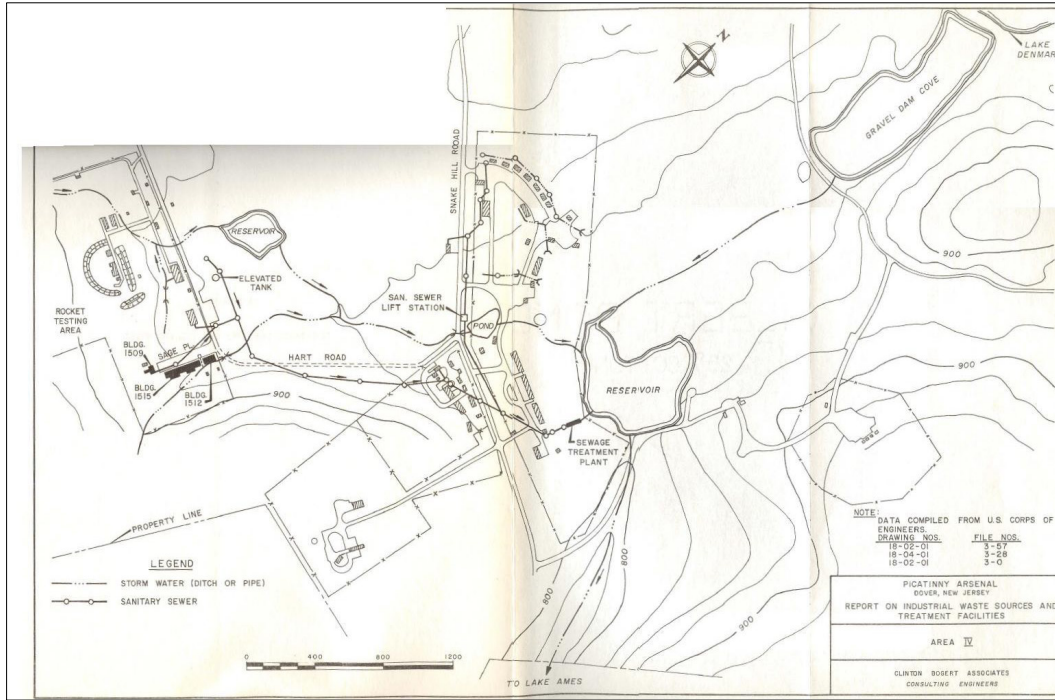 N
LAKE
DENMAR
GRAVEL DAM COVE
SNAKE HILL ROAD
RESERVOIR
900
ELEVATED
TANK
SAN. SEWER
LIFT STATION
ROCKET
TESTING
AREA
POND
SAGE PL.
BLDG.
1509
HART ROAD
BLDG.
1515
BLDG.
1512
900
900
RESERVOIR
SEWAGE
TREATMENT
PLANT
PROPERTY LINE
NOTE:
DATA COMPILED FROM U.S. CORPS OF
ENGINEERS.
DRAWING NOS. FILE NOS.
18-02-01 3-57
18-04-01 3-28
18-02-01 3-0
LEGEND
STORM WATER (DITCH OR PIPE)
SANITARY SEWER
800
800
900
PICATINNY ARSENAL
DOVER, NEW JERSEY
REPORT ON INDUSTRIAL WASTE SOURCES AND
TREATMENT FACILITIES
AREA IV
0 400 800 1200
TO LAKE AMES
CLINTON BOGERT ASSOCIATES
CONSULTING ENGINEERS